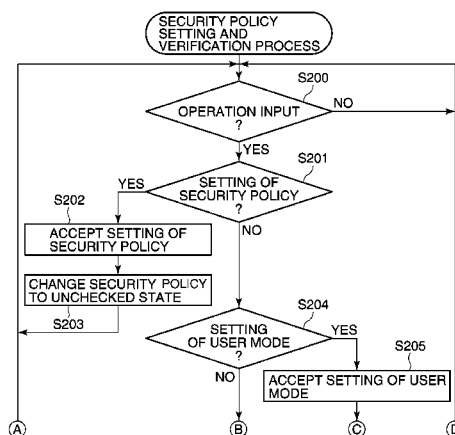 SECURITY POLICY
SETTING AND
VERIFICATION PROCESS
S200
OPERATION INPUT
?
NO
YES
S201
SETTING OF
SECURITY POLICY
?
YES
NO
S202
ACCEPT SETTING OF
SECURITY POLICY
CHANGE SECURITY POLICY
TO UNCHECKED STATE
S203
S204
SETTING
OF USER MODE
?
YES
NO
S205
ACCEPT SETTING OF USER
MODE
A
B
C
D